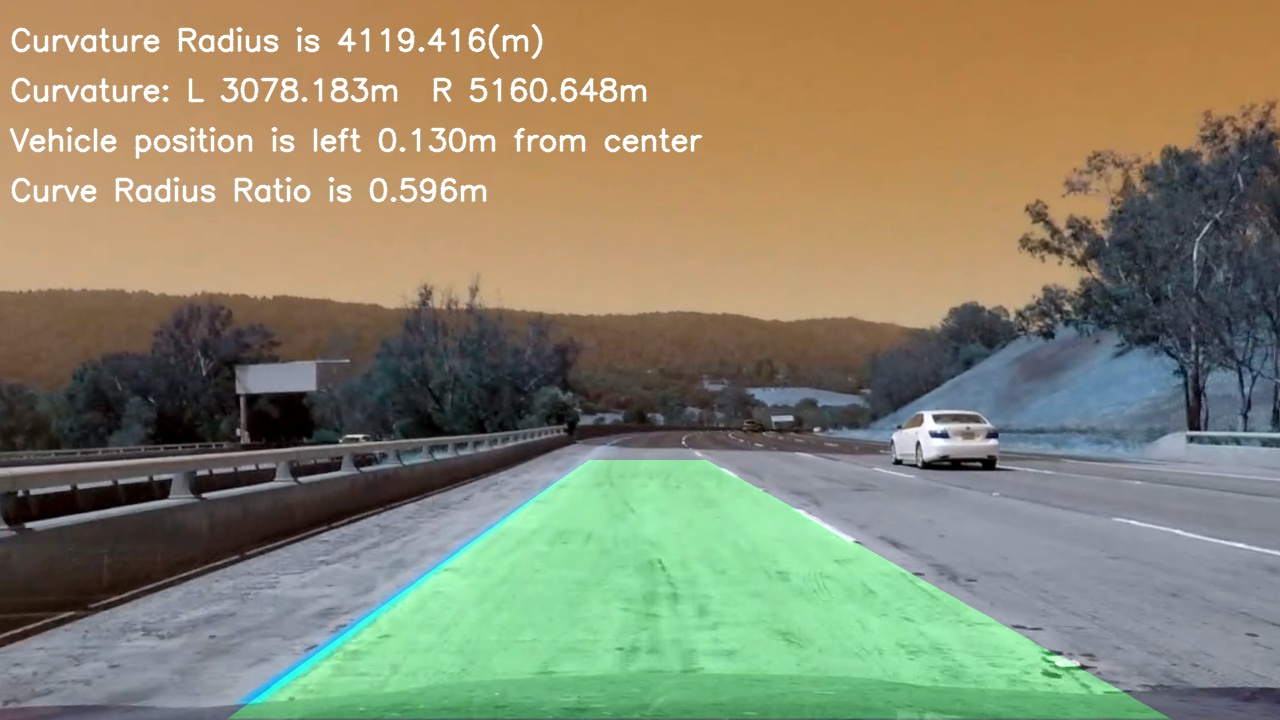 Curvature Radius is 4119.416(m)
Curvature: L 3078.183m R 5160.648m
Vehicle position is left 0.130m from center
Curve Radius Ratio is 0.596m